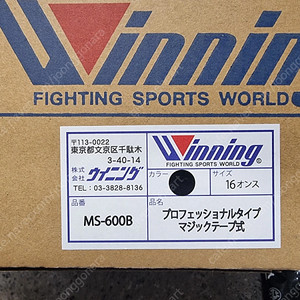 Winning
FIGHTING SPORTS WORLD®
〒113-0022
東京都文京区千駄木
3-40-14
株式会社 ウイニング
TEL：03-3828-8136
Winning
FIGHTING SPORTS WORLD ®
カラー
サイズ
16オンス
品番
MS-600B
品名
プロフェッショナルタイプ
マジックテープ式